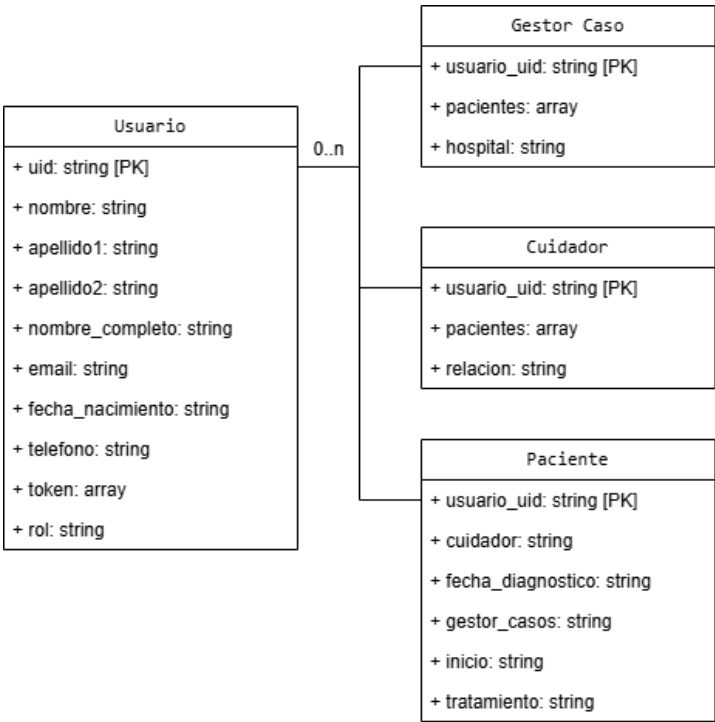 Usuario
+ uid: string [PK]
+ nombre: string
+ apellido1: string
+ apellido2: string
+ nombre_completo: string
+ email: string
+ fecha_nacimiento: string
+ telefono: string
+ token: array
+ rol: string
0..n
Gestor Caso
+ usuario_uid: string [PK]
+ pacientes: array
+ hospital: string
Cuidador
+ usuario_uid: string [PK]
+ pacientes: array
+ relacion: string
Paciente
+ usuario_uid: string [PK]
+ cuidador: string
+ fecha_diagnostico: string
+ gestor_casos: string
+ inicio: string
+ tratamiento: string